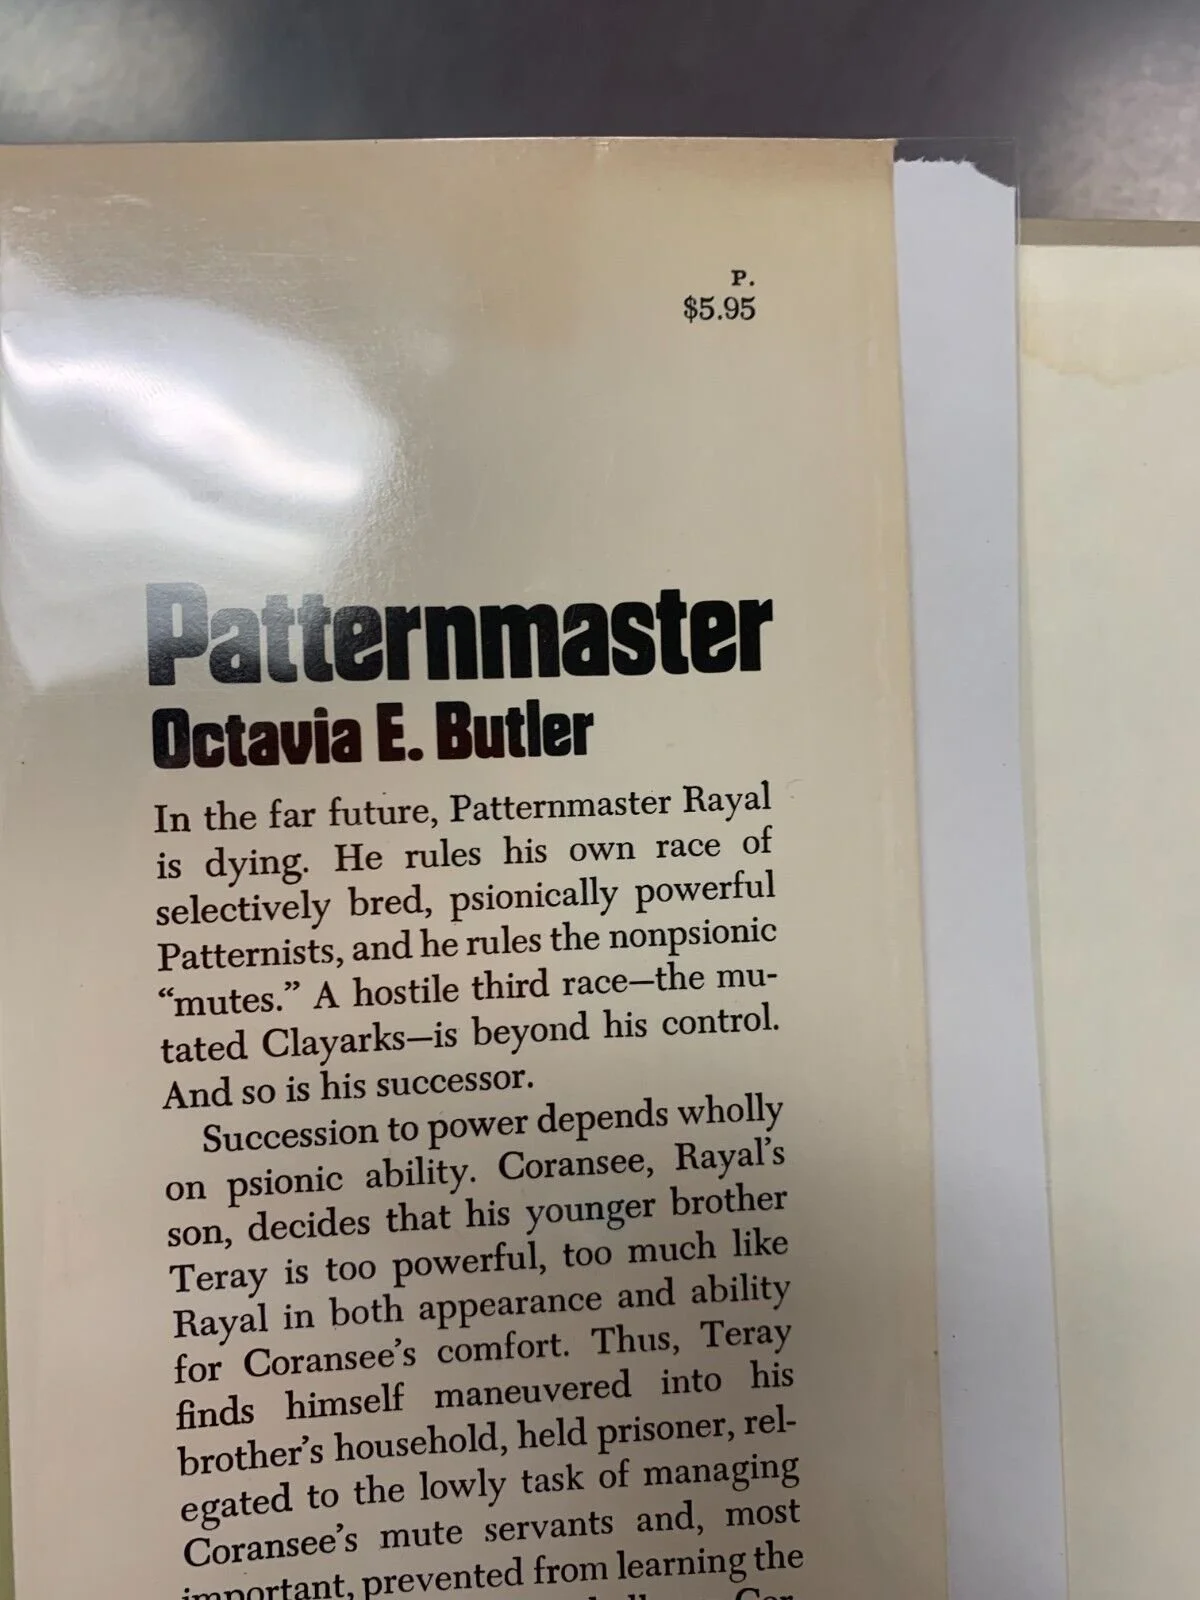 P.
$5.95
Patternmaster
Octavia E. Butler
In the far future, Patternmaster Rayal
is dying. He rules his own race of
selectively bred, psionically powerful
Patternists, and he rules the nonpsionic
“mutes.” A hostile third race—the mu-
tated Clayarks—is beyond his control.
And so is his successor.
Succession to power depends wholly
on psionic ability. Coransee, Rayal’s
son, decides that his younger brother
Teray is too powerful, too much like
Rayal in both appearance and ability
for Coransee’s comfort. Thus, Teray
finds himself maneuvered into his
brother’s household, held prisoner, rel-
egated to the lowly task of managing
Coransee’s mute servants and, most
important, prevented from learning the